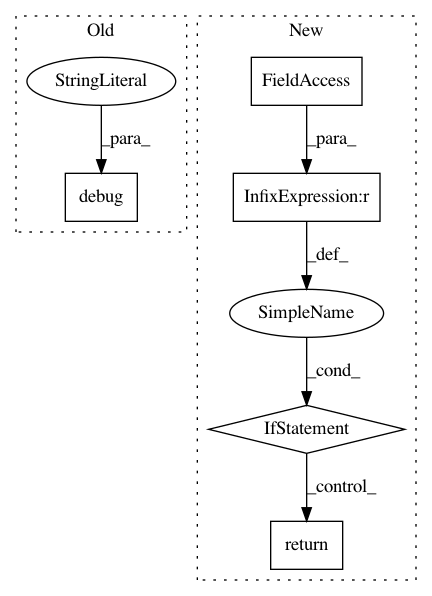 Old
New
StringLiteral
FieldAccess
_para_
_para_
debug
InfixExpression:r
_def_
SimpleName
_cond_
IfStatement
_control_
return